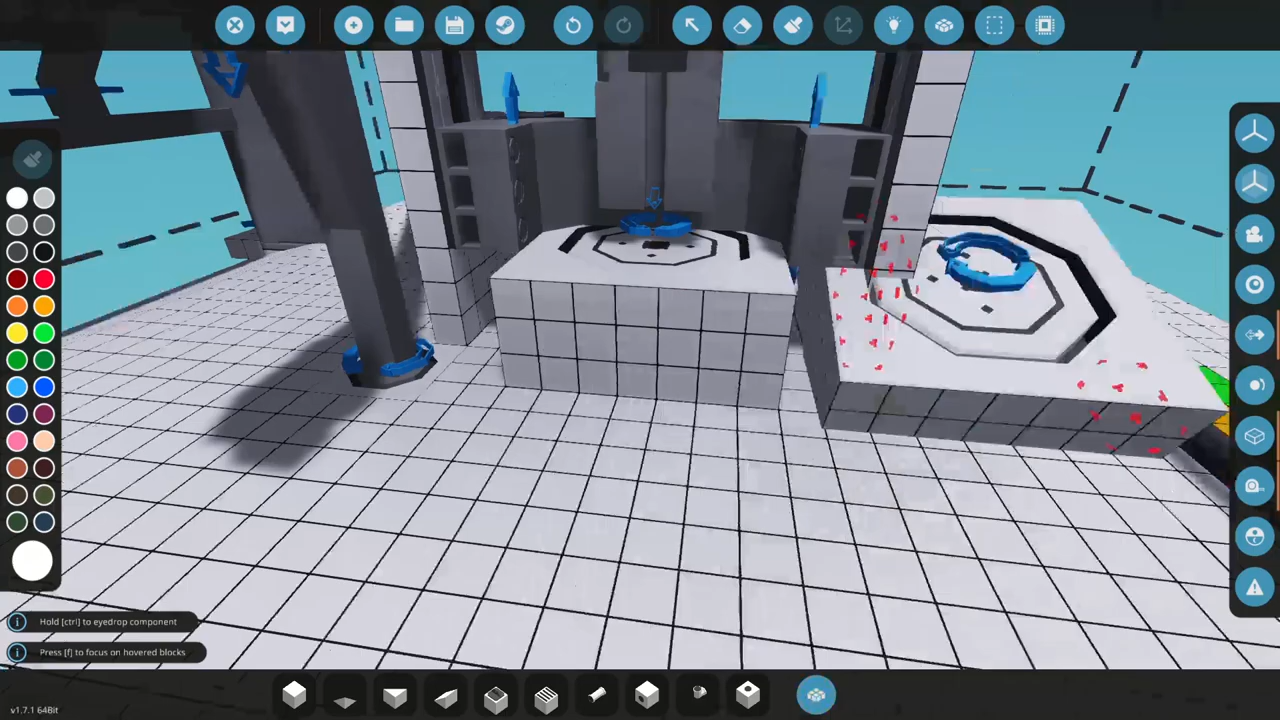 Hold [ctrl] to eyedrop component
Press [f] to focus on hovered blocks
v1.7.1 64Bit